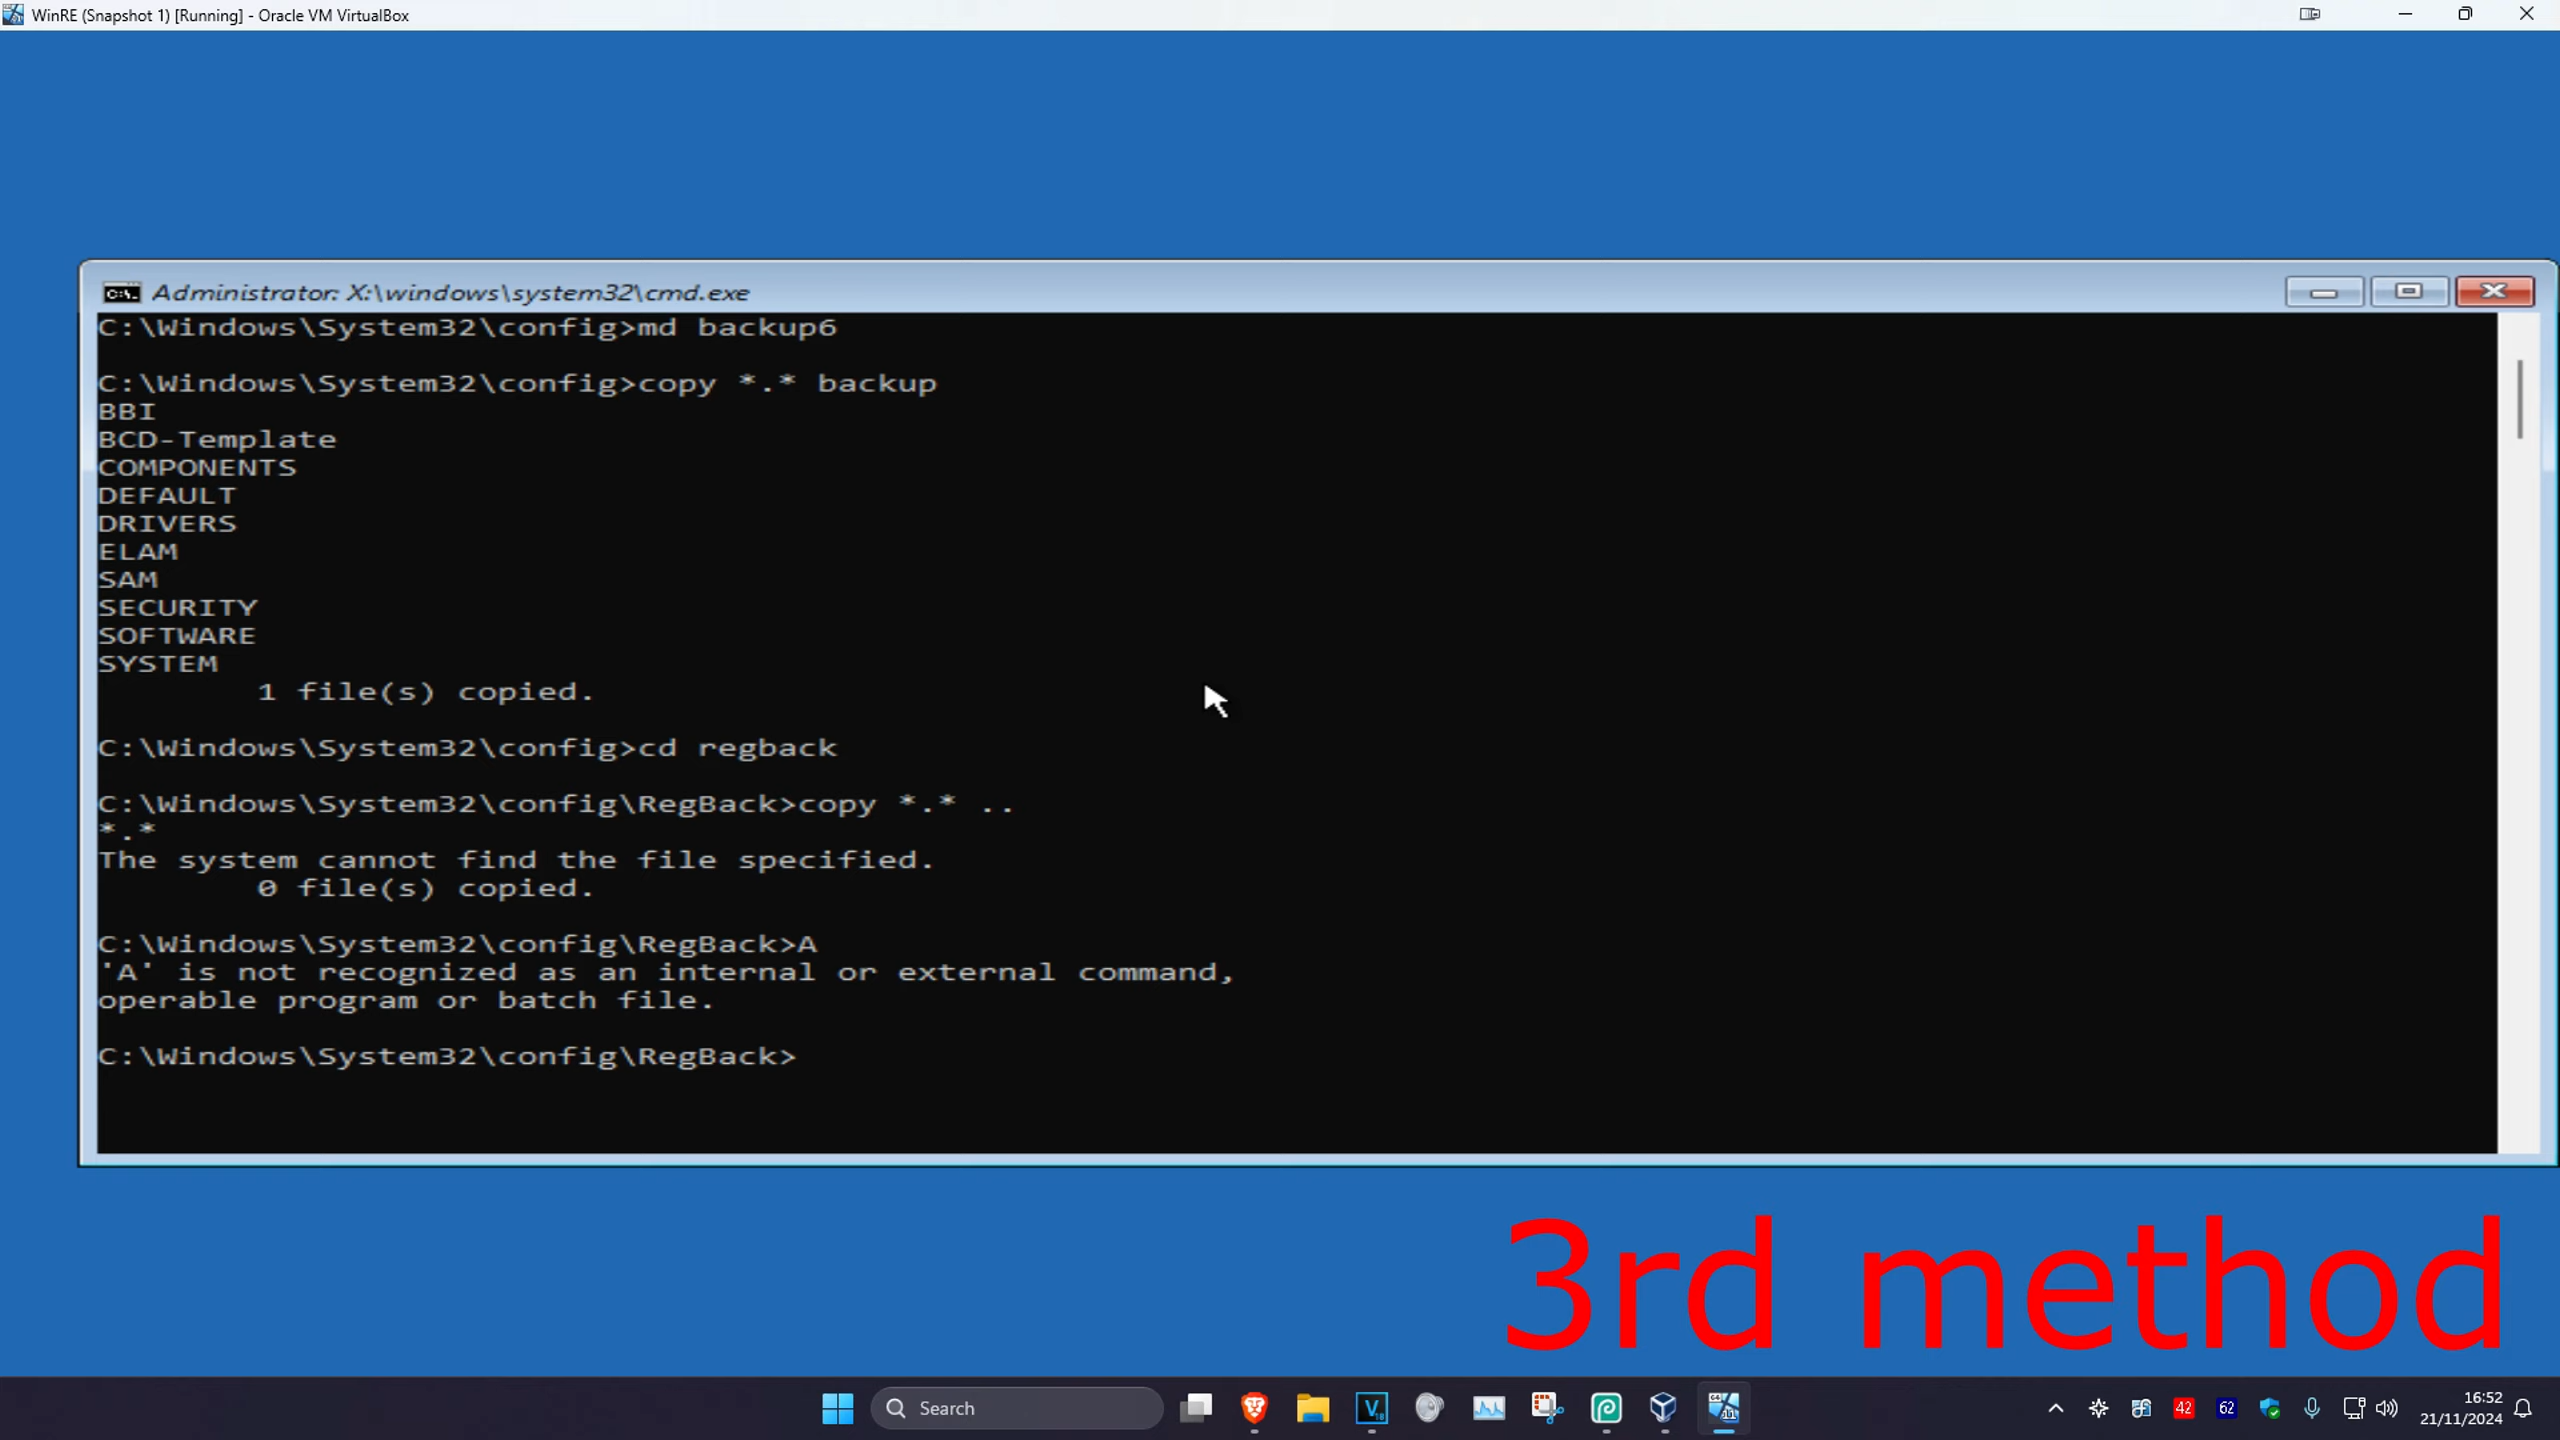 WinRE (Snapshot 1) [Running] - Oracle VM VirtualBox
Administrator: X:\windows\system32\cmd.exe
C:\Windows\System32\config>md backup6
C:\Windows\System32\config>copy *.* backup
BBI
BCD-Template
COMPONENTS
DEFAULT
DRIVERS
ELAM
SAM
SECURITY
SOFTWARE
SYSTEM
1 file(s) copied.
C:\Windows\System32\config>cd regback
C:\Windows\System32\config\RegBack>copy *.* ..
*.*
The system cannot find the file specified.
0 file(s) copied.
C:\Windows\System32\config\RegBack>A
'A' is not recognized as an internal or external command,
operable program or batch file.
C:\Windows\System32\config\RegBack>
3rd method
Search
42
62
16:52
21/11/2024